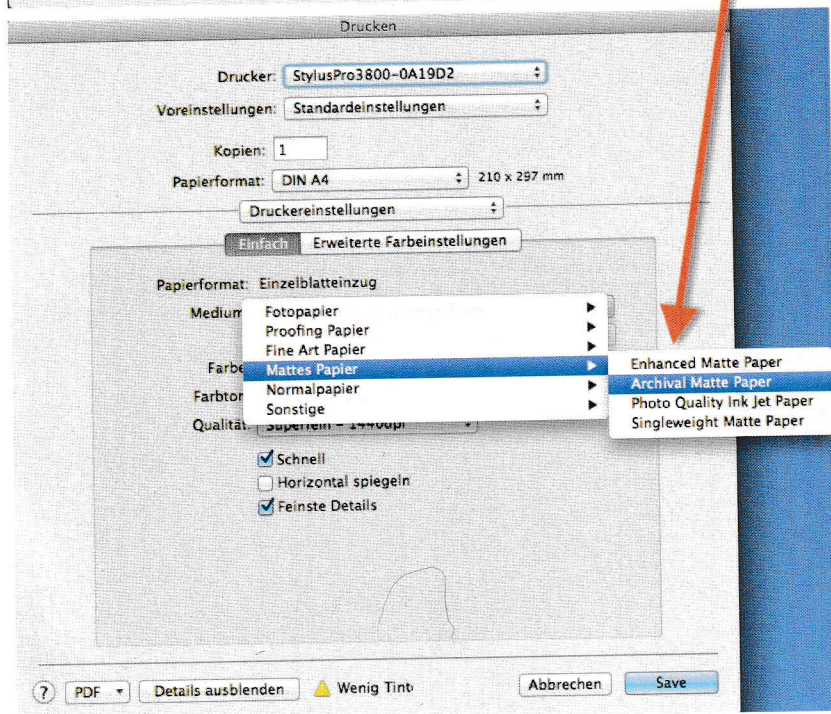 Drucken
Drucker: StylusPro3800-0A19D2
Voreinstellungen: Standardeinstellungen
Kopien: 1
Papierformat: DIN A4 210 x 297 mm
Druckereinstellungen
Einfach Erweiterte Farbeinstellungen
Papierformat: Einzelblatteinzug
Medium
Fotopapier
Proofing Papier
Fine Art Papier
Farbe
Mattes Papier
Farbton
Normalpapier
Sonstige
Enhanced Matte Paper
Archival Matte Paper
Photo Quality Ink Jet Paper
Singleweight Matte Paper
Qualität: Superfein - 1440dpi
Schnell
Horizontal spiegeln
Feinste Details
? PDF Details ausblenden Wenig Tint Abbrechen Save